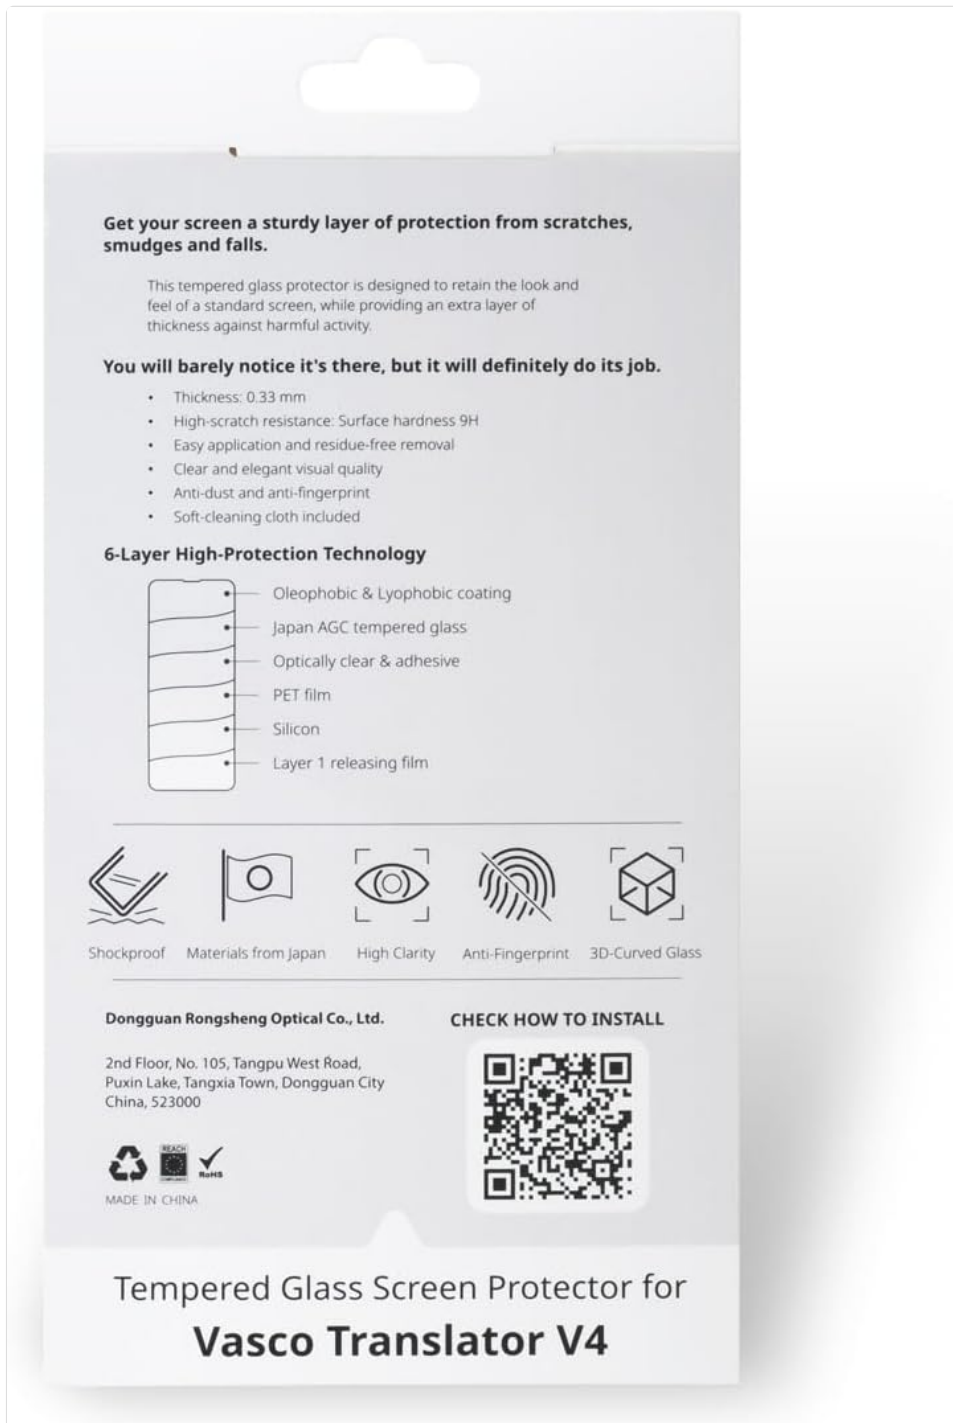 Get your screen a sturdy layer of protection from scratches,
smudges and falls.
This tempered glass protector is designed to retain the look and
feel of a standard screen, while providing an extra layer of
thickness against harmful activity.
You will barely notice it's there, but it will definitely do its job.
• Thickness: 0.33 mm
• High-scratch resistance: Surface hardness 9H
• Easy application and residue-free removal
• Clear and elegant visual quality
• Anti-dust and anti-fingerprint
• Soft-cleaning cloth included
6-Layer High-Protection Technology
Oleophobic & Lyophobic coating
Japan AGC tempered glass
Optically clear & adhesive
PET film
Silicon
Layer 1 releasing film
Shockproof
Materials from Japan
High Clarity
Anti-Fingerprint
3D-Curved Glass
Dongguan Rongsheng Optical Co., Ltd.
2nd Floor, No. 105, Tangpu West Road,
Puxin Lake, Tangxia Town, Dongguan City
China, 523000
REACH
COMPLIANCE
RoHS
MADE IN CHINA
CHECK HOW TO INSTALL
Tempered Glass Screen Protector for
Vasco Translator V4